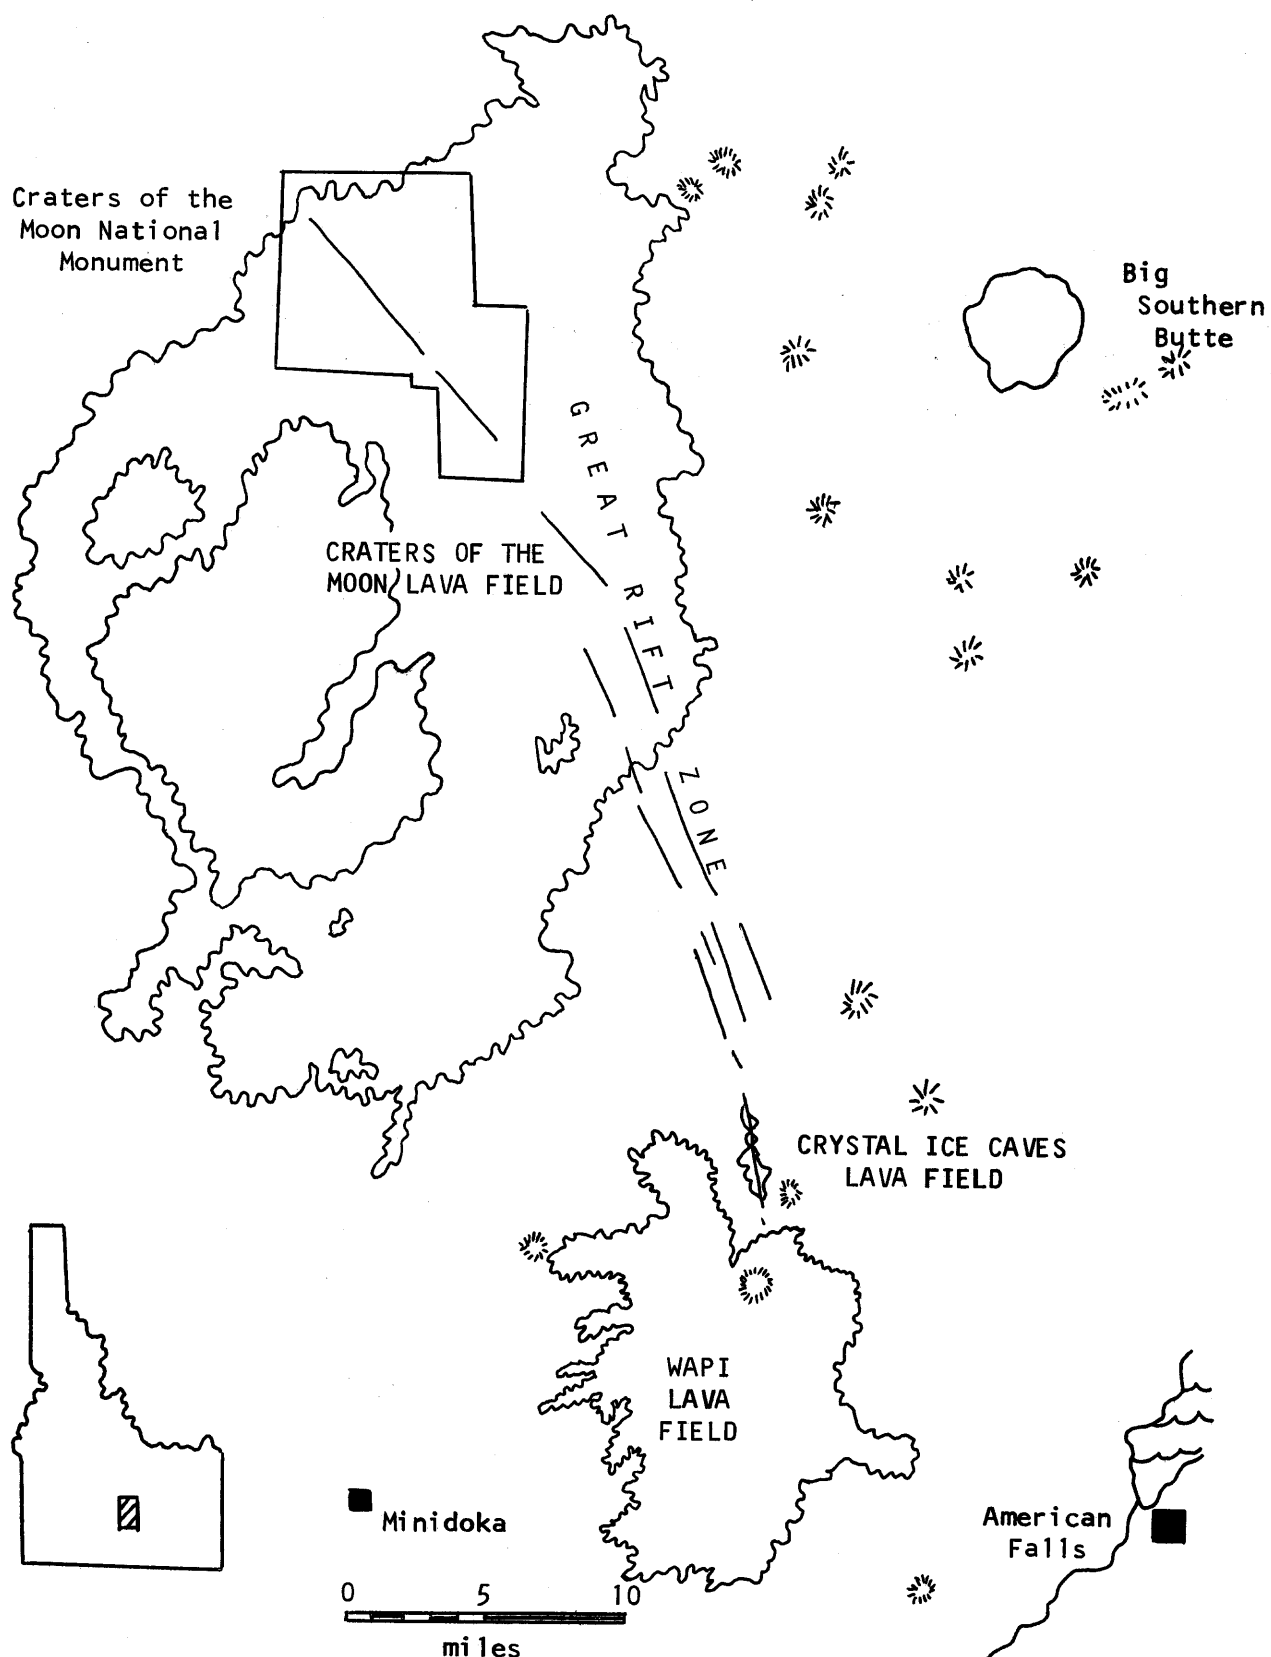 Craters of the
Moon National
Monument
Big
Southern
Butte
GREAT RIFT ZONE
CRATERS OF THE
MOON LAVA FIELD
CRYSTAL ICE CAVES
LAVA FIELD
WAPI
LAVA
FIELD
Minidoka
American
Falls
0 5 10
miles